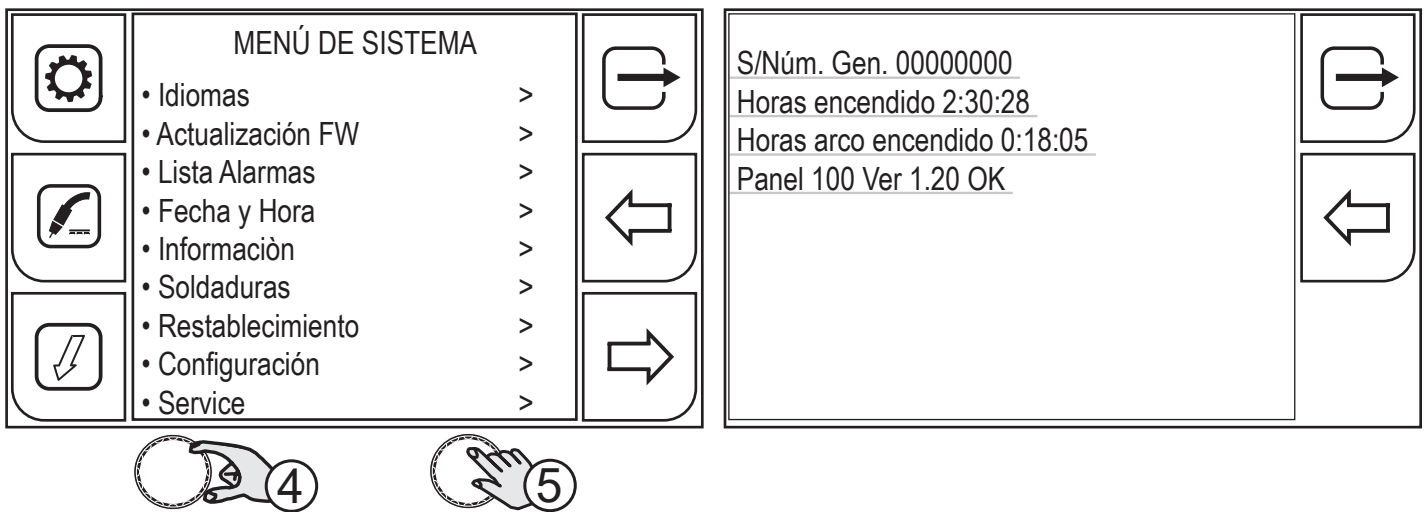 MENÚ DE SISTEMA
• Idiomas >
• Actualización FW >
• Lista Alarmas >
• Fecha y Hora >
• Informaciòn >
• Soldaduras >
• Restablecimiento >
• Configuración >
• Service >
S/Núm. Gen. 00000000
Horas encendido 2:30:28
Horas arco encendido 0:18:05
Panel 100 Ver 1.20 OK
4
5